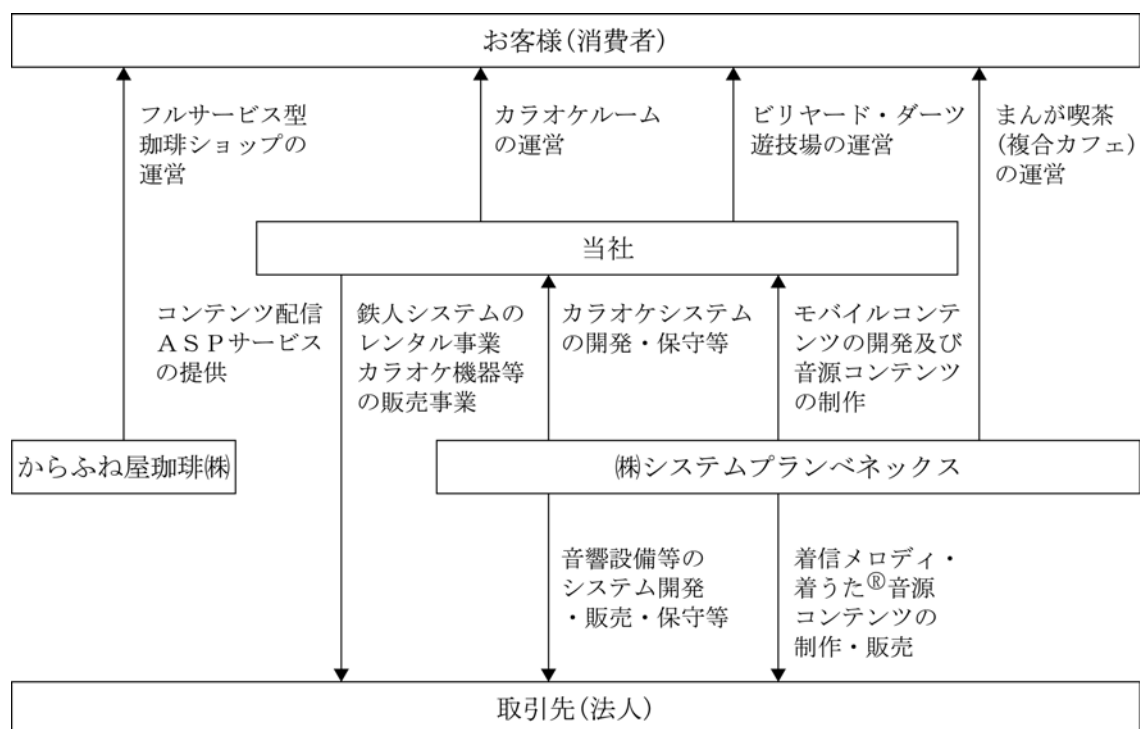 お客様(消費者)
フルサービス型
珈琲ショップの
運営
カラオケルーム
の運営
ビリヤード・ダーツ
遊技場の運営
まんが喫茶
(複合カフェ)
の運営
当社
コンテンツ配信
ＡＳＰサービス
の提供
鉄人システムの
レンタル事業
カラオケ機器等
の販売事業
カラオケシステム
の開発・保守等
モバイルコンテ
ンツの開発及び
音源コンテンツ
の制作
からふね屋珈琲㈱
㈱システムプランベネックス
音響設備等の
システム開発
・販売・保守等
着信メロディ・
着うた®音源
コンテンツの
制作・販売
取引先(法人)